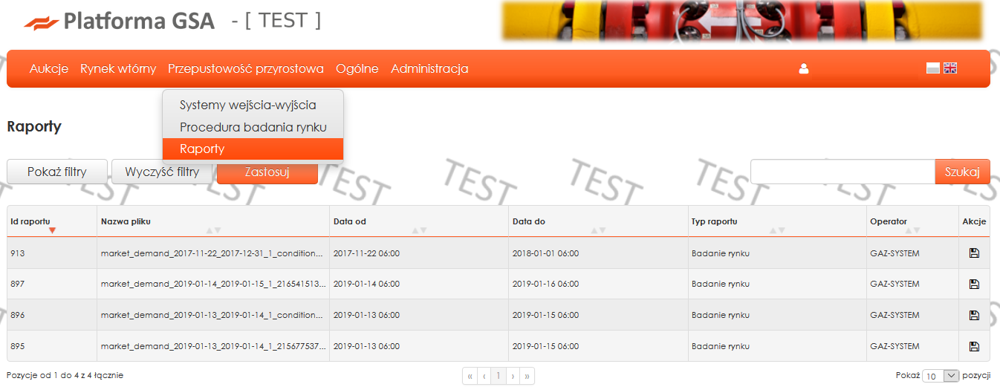 Platforma GSA - [ TEST ]
Aukcje Rynek wtórny Przepustowość przyrostowa Ogólne Administracja
Systemy wejścia-wyjścia
Procedura badania rynku
Raporty
Raporty
Pokaż filtry Wyczyść filtry Zastosuj Szukaj
TEST TEST TEST TEST TEST TEST
Id raportu Nazwa pliku Data od Data do Typ raportu Operator Akcje
913 market_demand_2017-11-22_2017-12-31_1_condition... 2017-11-22 06:00 2018-01-01 06:00 Badanie rynku GAZ-SYSTEM
897 market_demand_2019-01-14_2019-01-15_1_216541513... 2019-01-14 06:00 2019-01-16 06:00 Badanie rynku GAZ-SYSTEM
896 market_demand_2019-01-13_2019-01-14_1_condition... 2019-01-13 06:00 2019-01-15 06:00 Badanie rynku GAZ-SYSTEM
895 market_demand_2019-01-13_2019-01-14_1_215677537... 2019-01-13 06:00 2019-01-15 06:00 Badanie rynku GAZ-SYSTEM
Pozycje od 1 do 4 z 4 łącznie « ‹ 1 › » Pokaż 10 pozycji